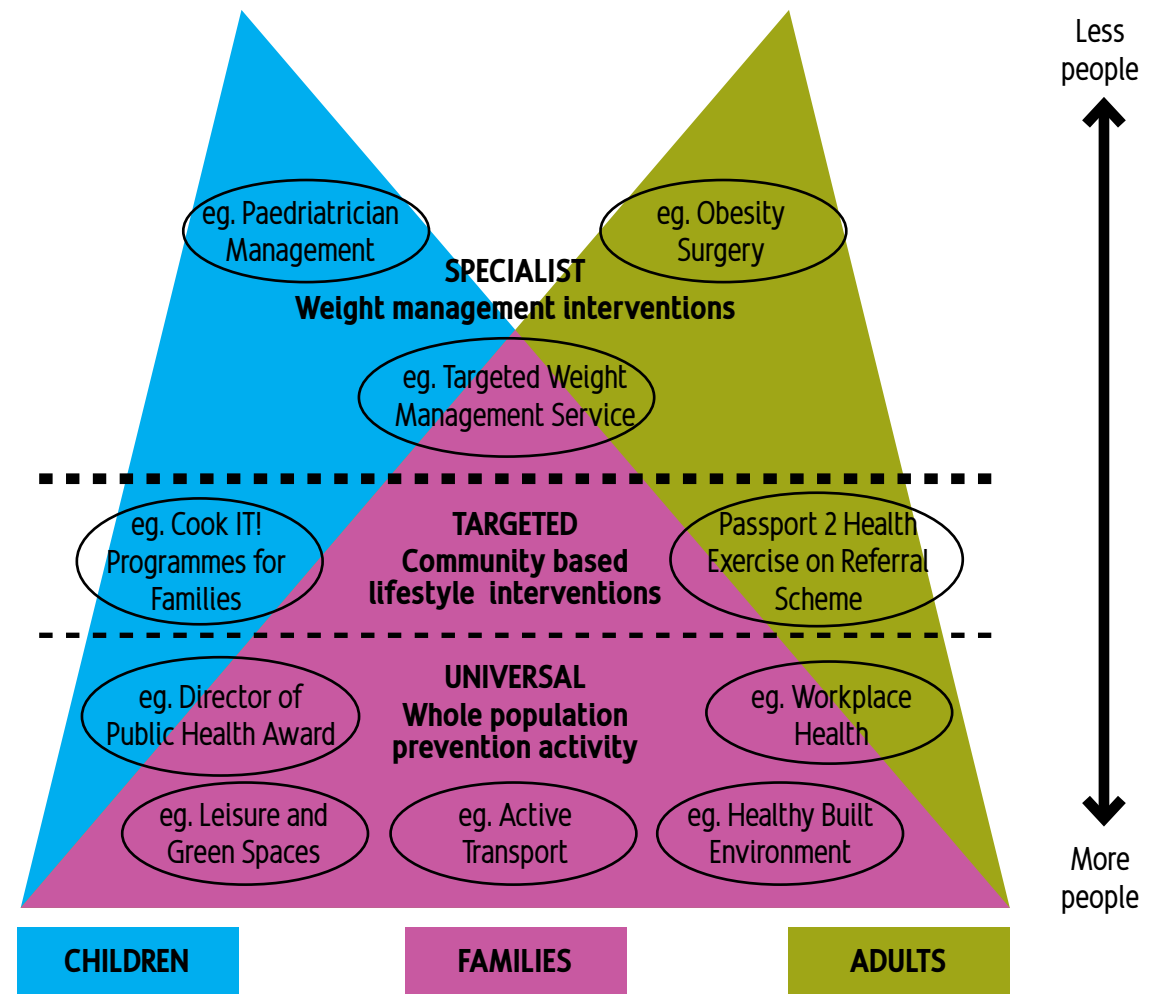 Less
people
eg. Paedriatrician
Management
eg. Obesity
Surgery
SPECIALIST
Weight management interventions
eg. Targeted Weight
Management Service
eg. Cook IT!
Programmes for
Families
TARGETED
Community based
lifestyle interventions
Passport 2 Health
Exercise on Referral
Scheme
eg. Director of
Public Health Award
UNIVERSAL
Whole population
prevention activity
eg. Workplace
Health
eg. Leisure and
Green Spaces
eg. Active
Transport
eg. Healthy Built
Environment
More
people
CHILDREN
FAMILIES
ADULTS